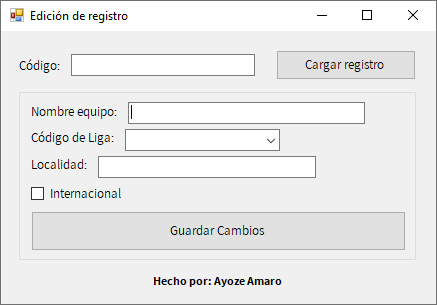 Edición de registro
Código:
Cargar registro
Nombre equipo:
Código de Liga:
Localidad:
Internacional
Guardar Cambios
Hecho por: Ayoze Amaro